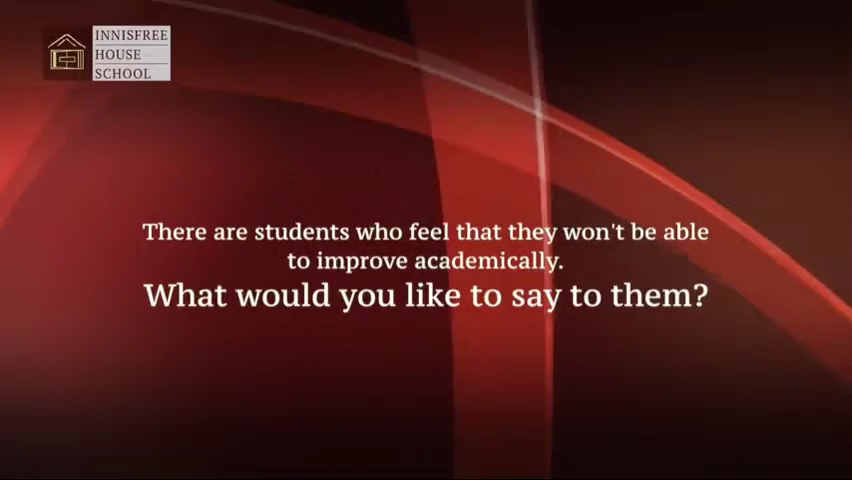 INNISFREE
HOUSE
SCHOOL
There are students who feel that they won't be able
to improve academically.
What would you like to say to them?